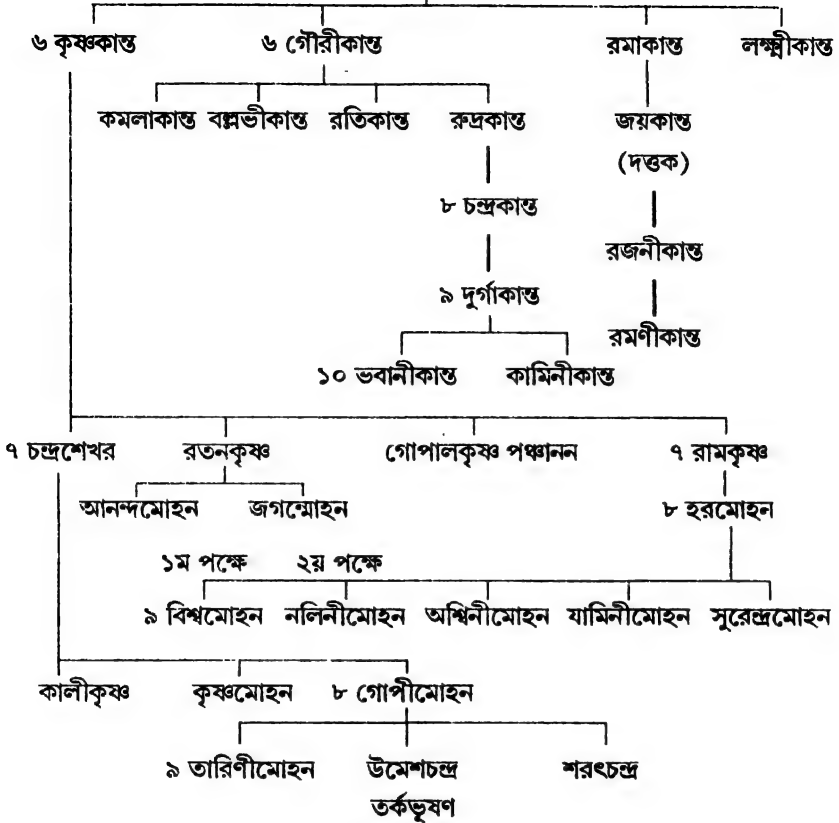 ৬ কৃষ্ণকান্ত ৬ গৌরীকান্ত রমাকান্ত লক্ষ্মীকান্ত
কমলাকান্ত বল্লভীকান্ত রতিকান্ত রুদ্রকান্ত জয়কান্ত
(দত্তক)
৮ চন্দ্রকান্ত
রজনীকান্ত
৯ দুর্গাকান্ত
রমণীকান্ত
১০ ভবানীকান্ত কামিনীকান্ত
৭ চন্দ্রশেখর রতনকৃষ্ণ গোপালকৃষ্ণ পঞ্চানন ৭ রামকৃষ্ণ
আনন্দমোহন জগন্মোহন ৮ হরমোহন
১ম পক্ষে ২য় পক্ষে
৯ বিশ্বমোহন নলিনীমোহন অশ্বিনীমোহন যামিনীমোহন সুরেন্দ্রমোহন
কালীকৃষ্ণ কৃষ্ণমোহন ৮ গোপীমোহন
৯ তারিণীমোহন উমেশচন্দ্র শরৎচন্দ্র
তর্কভূষণ